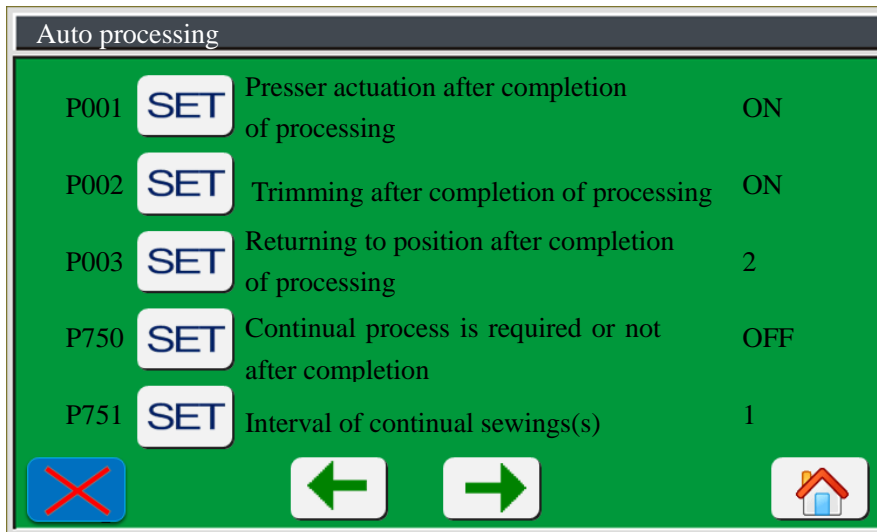 Auto processing
P001 SET Presser actuation after completion ON
of processing
P002 SET Trimming after completion of processing ON
P003 SET Returning to position after completion 2
of processing
P750 SET Continual process is required or not OFF
after completion
P751 SET Interval of continual sewings(s) 1